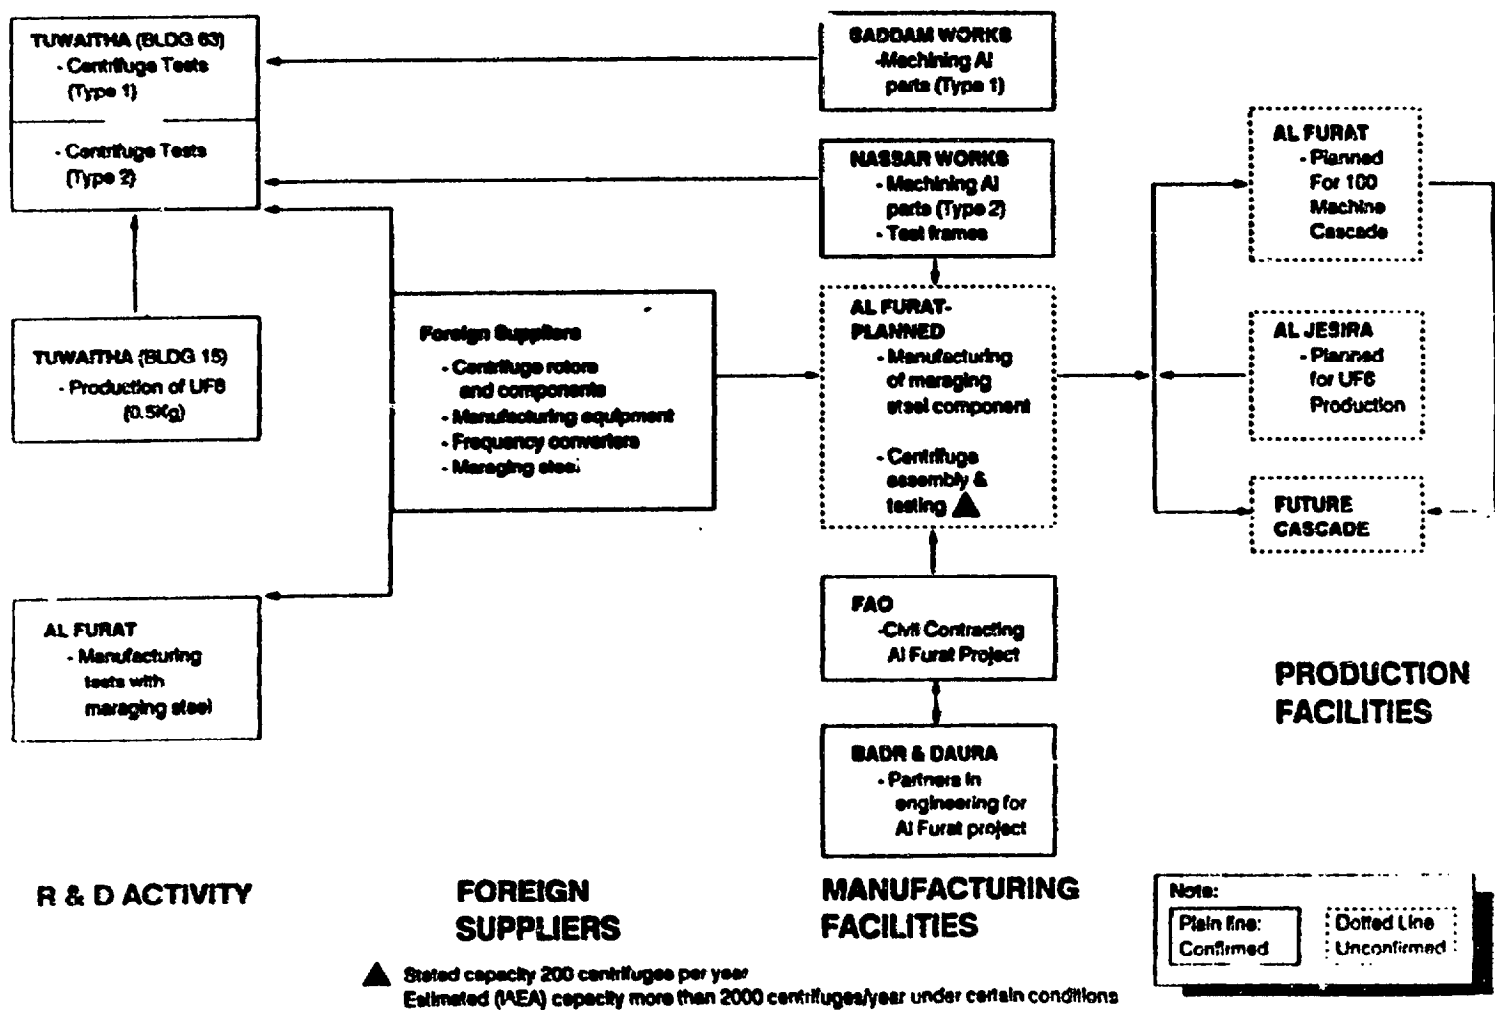 TUWAITHA (BLDG 63)
- Centrifuge Tests
(Type 1)
- Centrifuge Tests
(Type 2)
TUWAITHA (BLDG 15)
- Production of UF6
(0.5Kg)
AL FURAT
- Manufacturing
tests with
maraging steel
R & D ACTIVITY
Foreign Suppliers
- Centrifuge rotors
and components
- Manufacturing equipment
- Frequency converters
- Maraging steel
FOREIGN
SUPPLIERS
SADDAM WORKS
-Machining Al
parts (Type 1)
NASSAR WORKS
- Machining Al
parts (Type 2)
- Test frames
AL FURAT-
PLANNED
- Manufacturing
of maraging
steel component
- Centrifuge
assembly &
testing ▲
FAO
-Civil Contracting
Al Furat Project
BADR & DAURA
- Partners in
engineering for
Al Furat project
MANUFACTURING
FACILITIES
AL FURAT
- Planned
For 100
Machine
Cascade
AL JESIRA
- Planned
for UF6
Production
FUTURE
CASCADE
PRODUCTION
FACILITIES
Note:
Plain line:
Confirmed
Dotted Line
Unconfirmed
▲ Stated capacity 200 centrifuges per year
Estimated (IAEA) capacity more than 2000 centrifuges/year under certain conditions